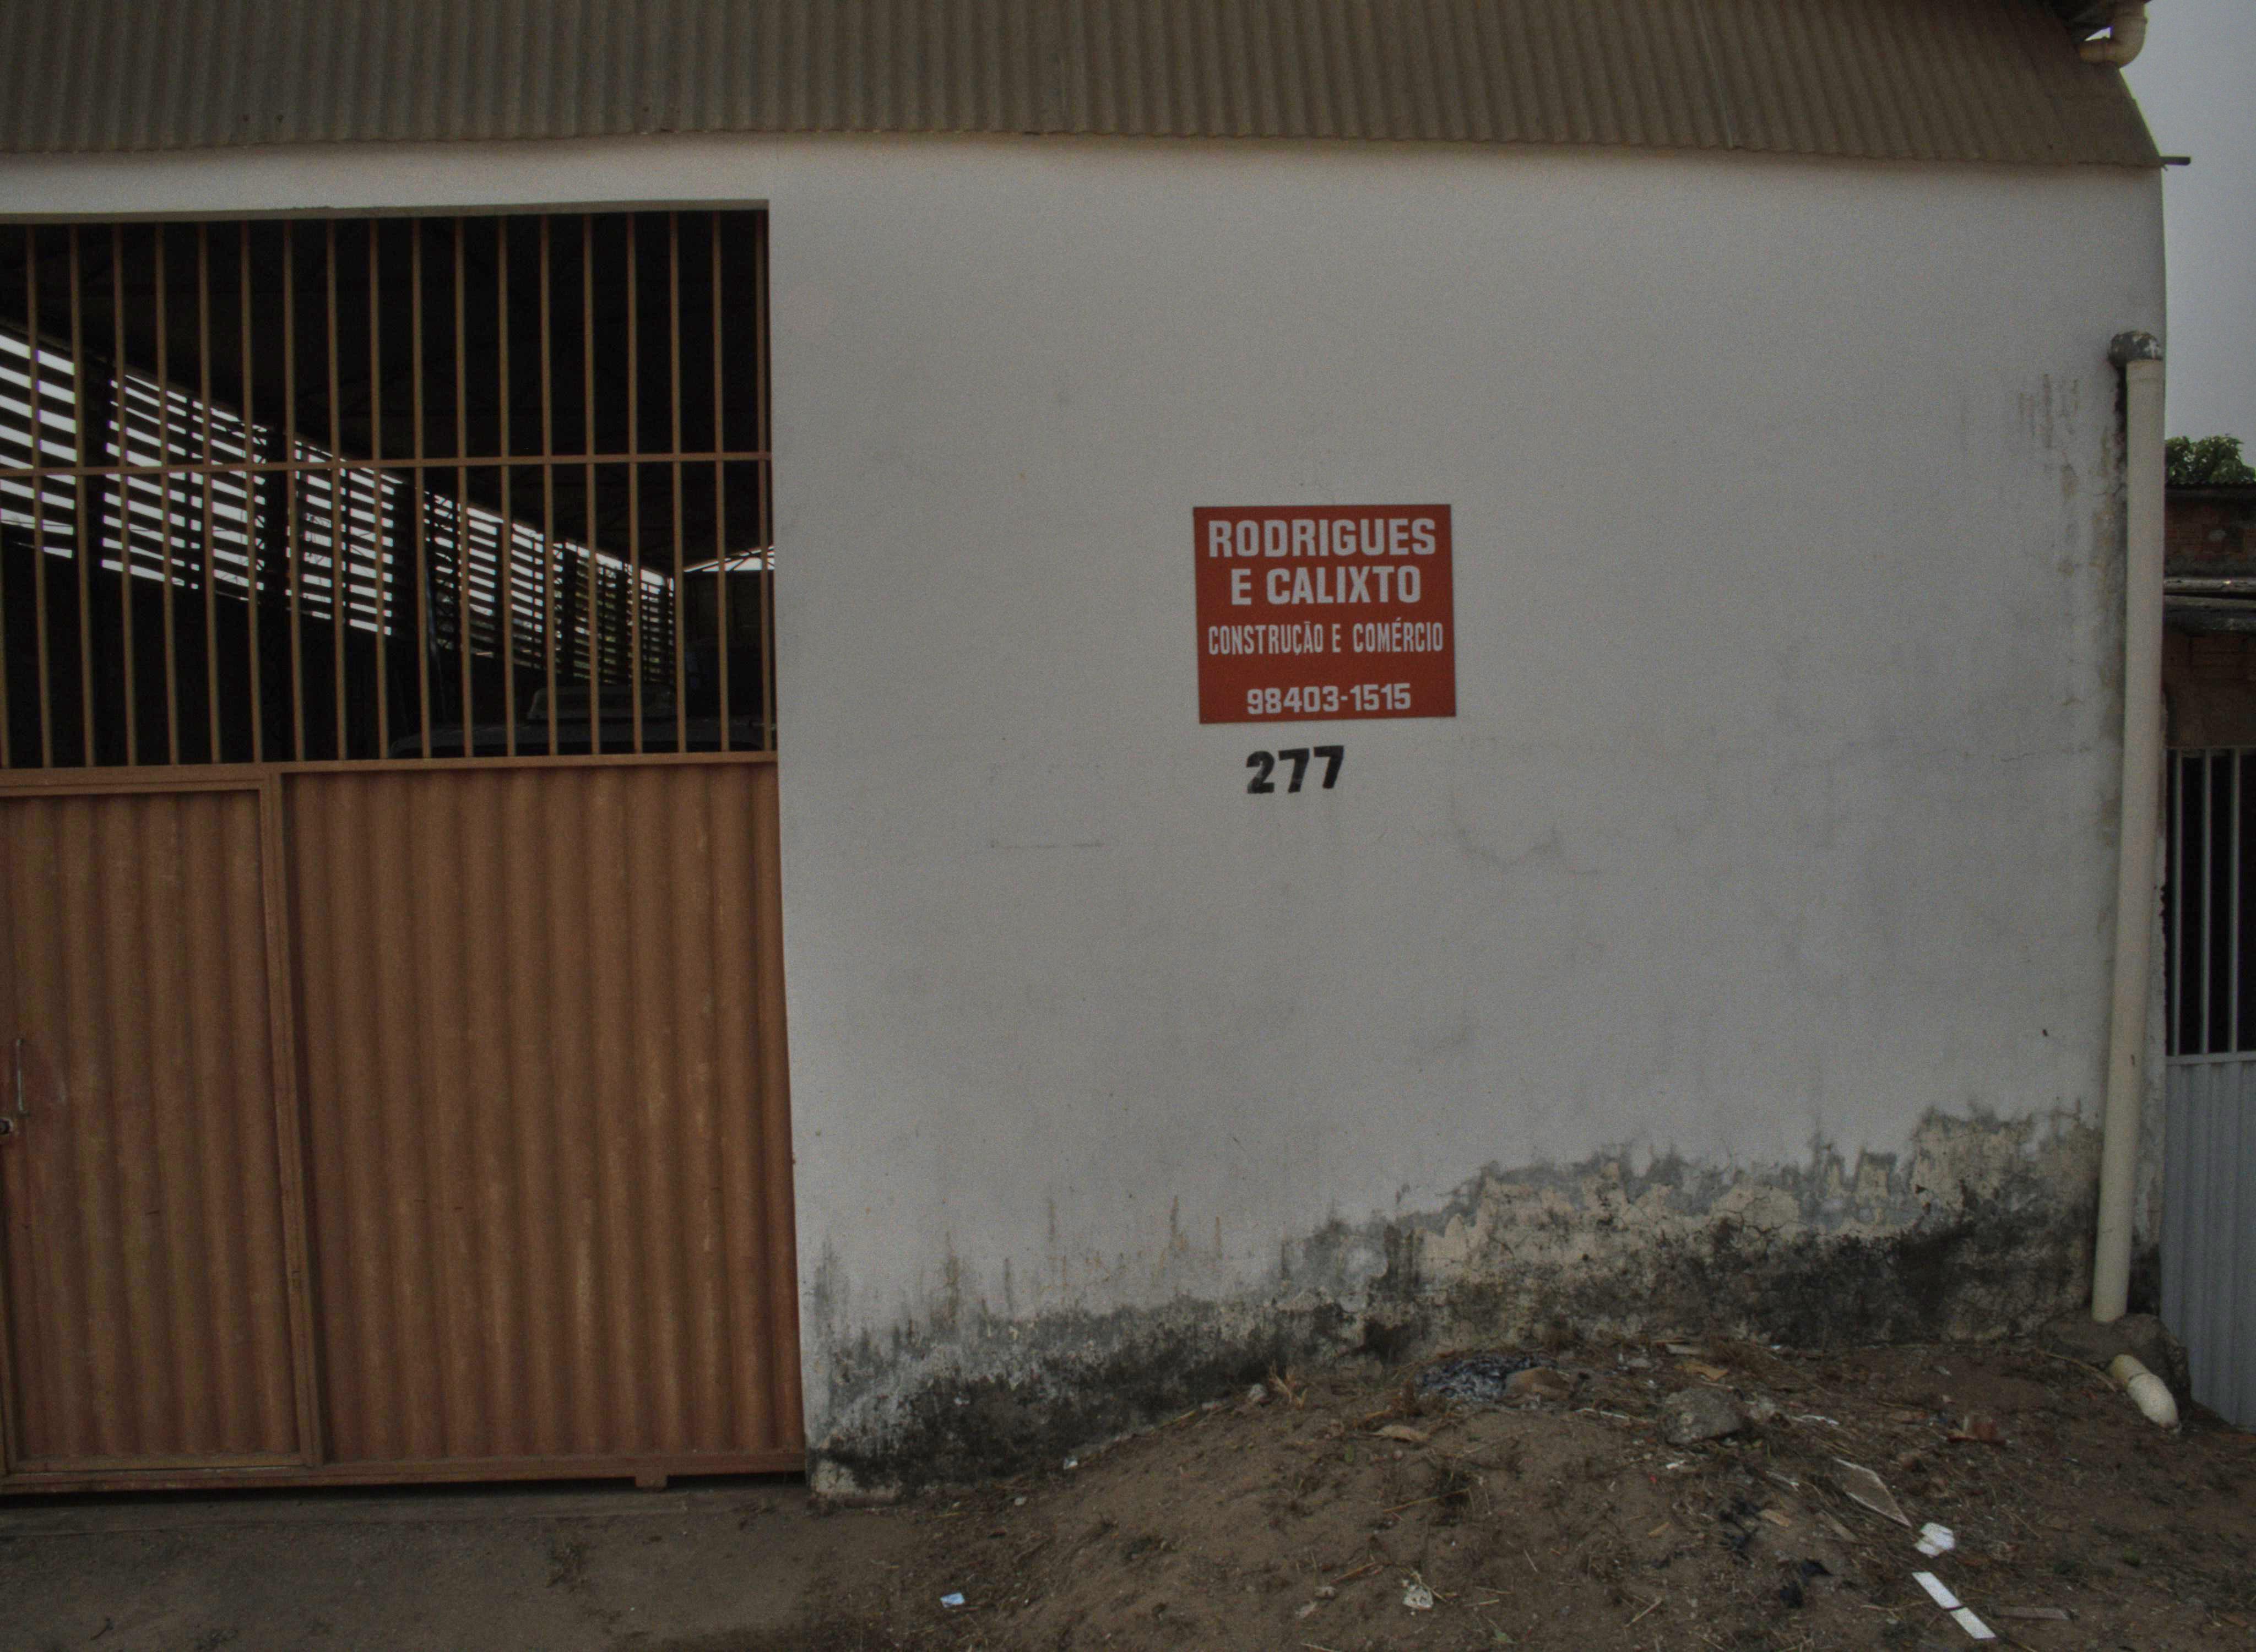 RODRIGUES
E CALIXTO
CONSTRUÇÃO E COMÉRCIO
98403-1515
277